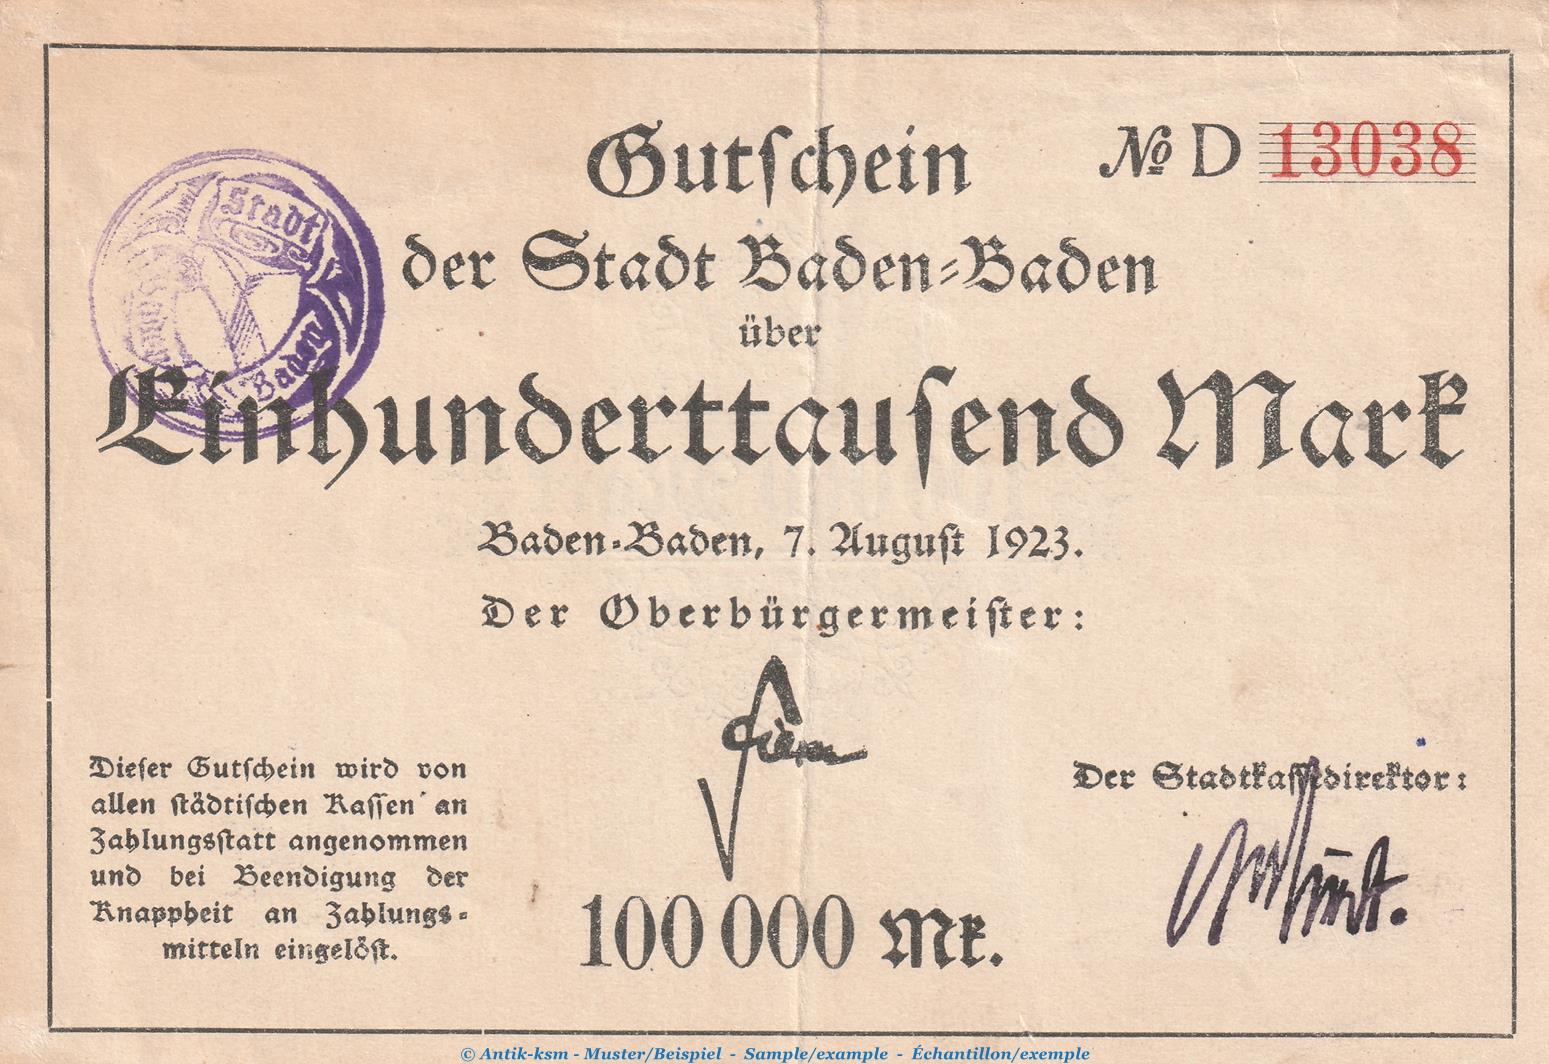 Gutschein
No D 13038
der Stadt Baden-Baden
über
Einhunderttausend Mark
Baden-Baden, 7. August 1923.
Der Oberbürgermeister:
Dieser Gutschein wird von
allen städtischen Kassen an
Zahlungsstatt angenommen
und bei Beendigung der
Knappheit an Zahlungs-
mitteln eingelöst.
100 000 Mk.
Der Stadtkassedirektor:
Stadt
Baden
© Antik-ksm - Muster/Beispiel - Sample/example - Échantillon/exemple